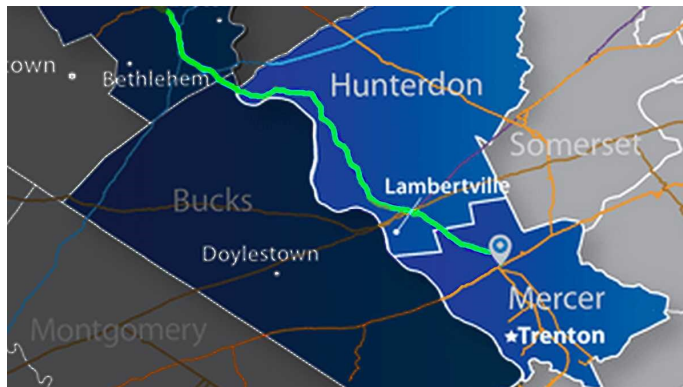 town
Bethlehem
Hunterdon
Somerset
Lambertville
Bucks
Doylestown
Mercer
Montgomery
Trenton